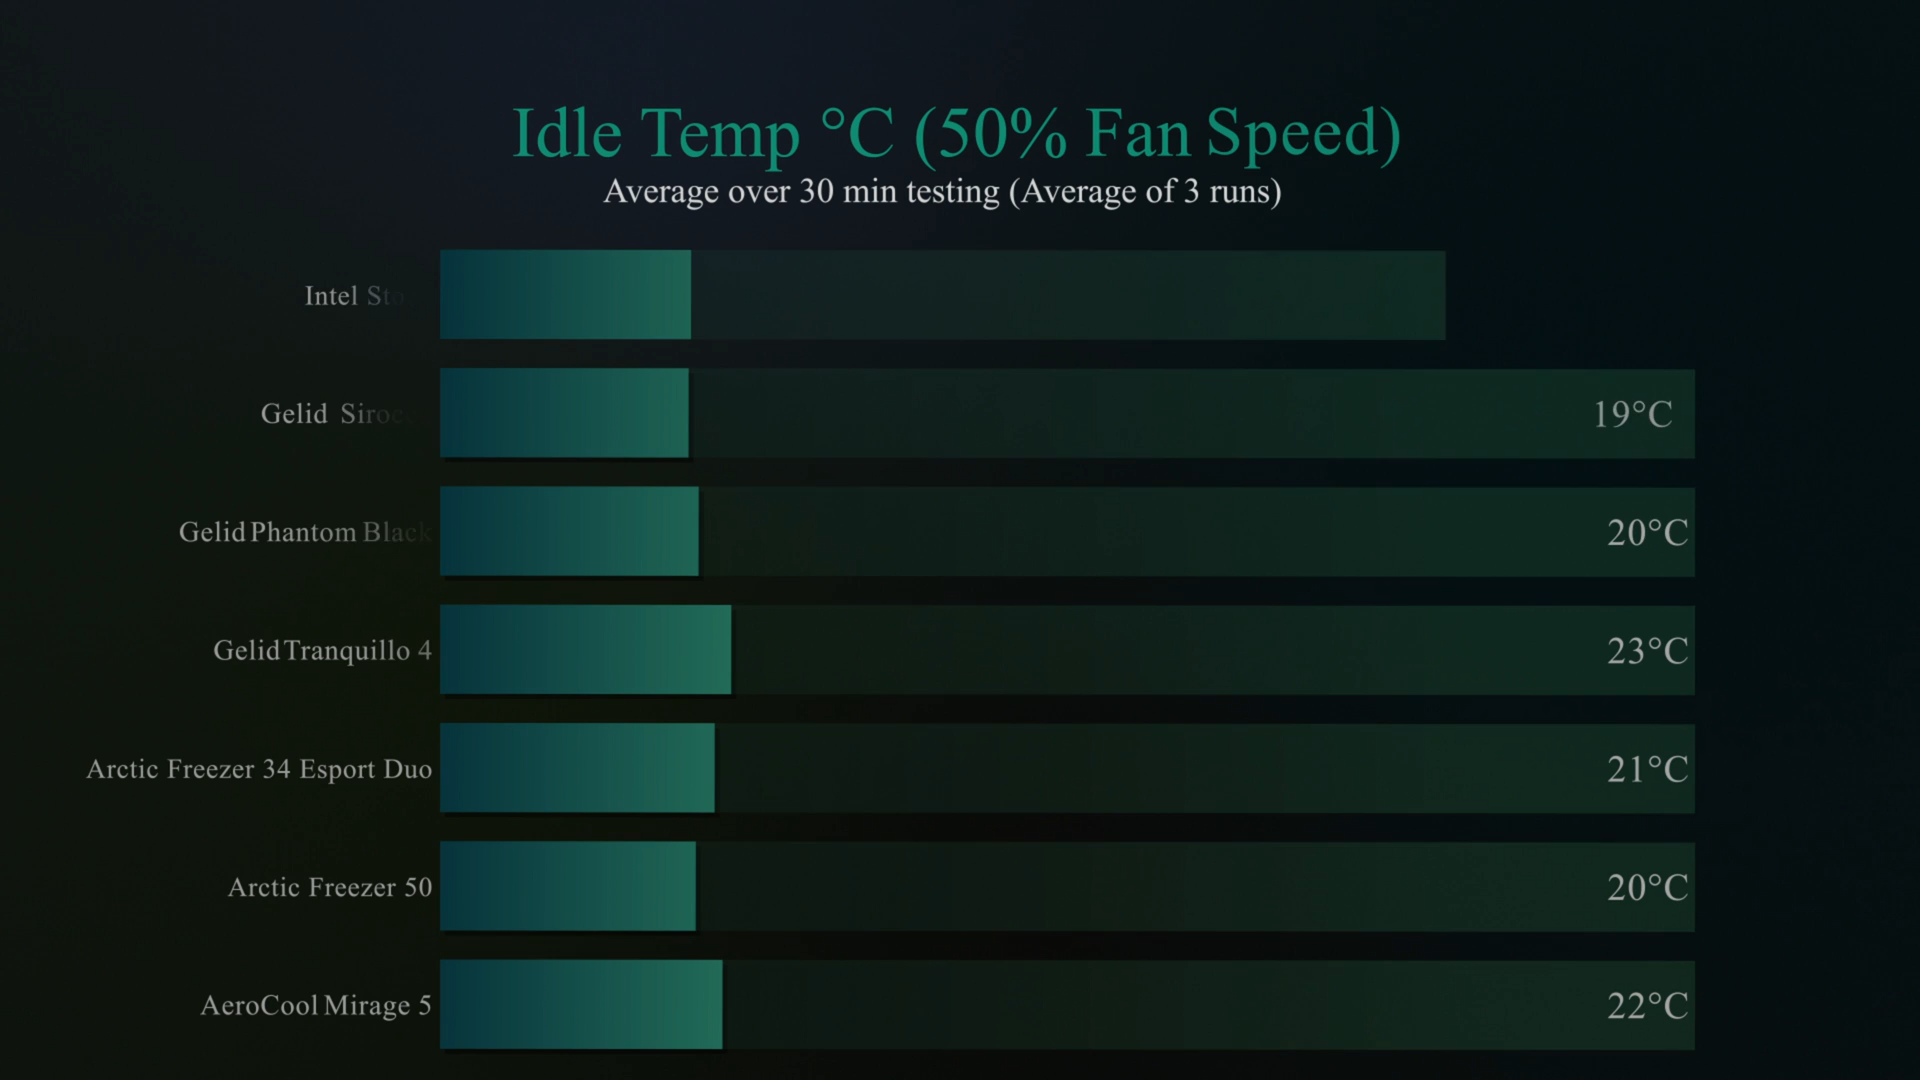 Idle Temp °C (50% Fan Speed)
Average over 30 min testing (Average of 3 runs)
Intel
Gelid 19°C
Gelid Phantom Black 20°C
Gelid Tranquillo 4 23°C
Arctic Freezer 34 Esport Duo 21°C
Arctic Freezer 50 20°C
AeroCool Mirage 5 22°C